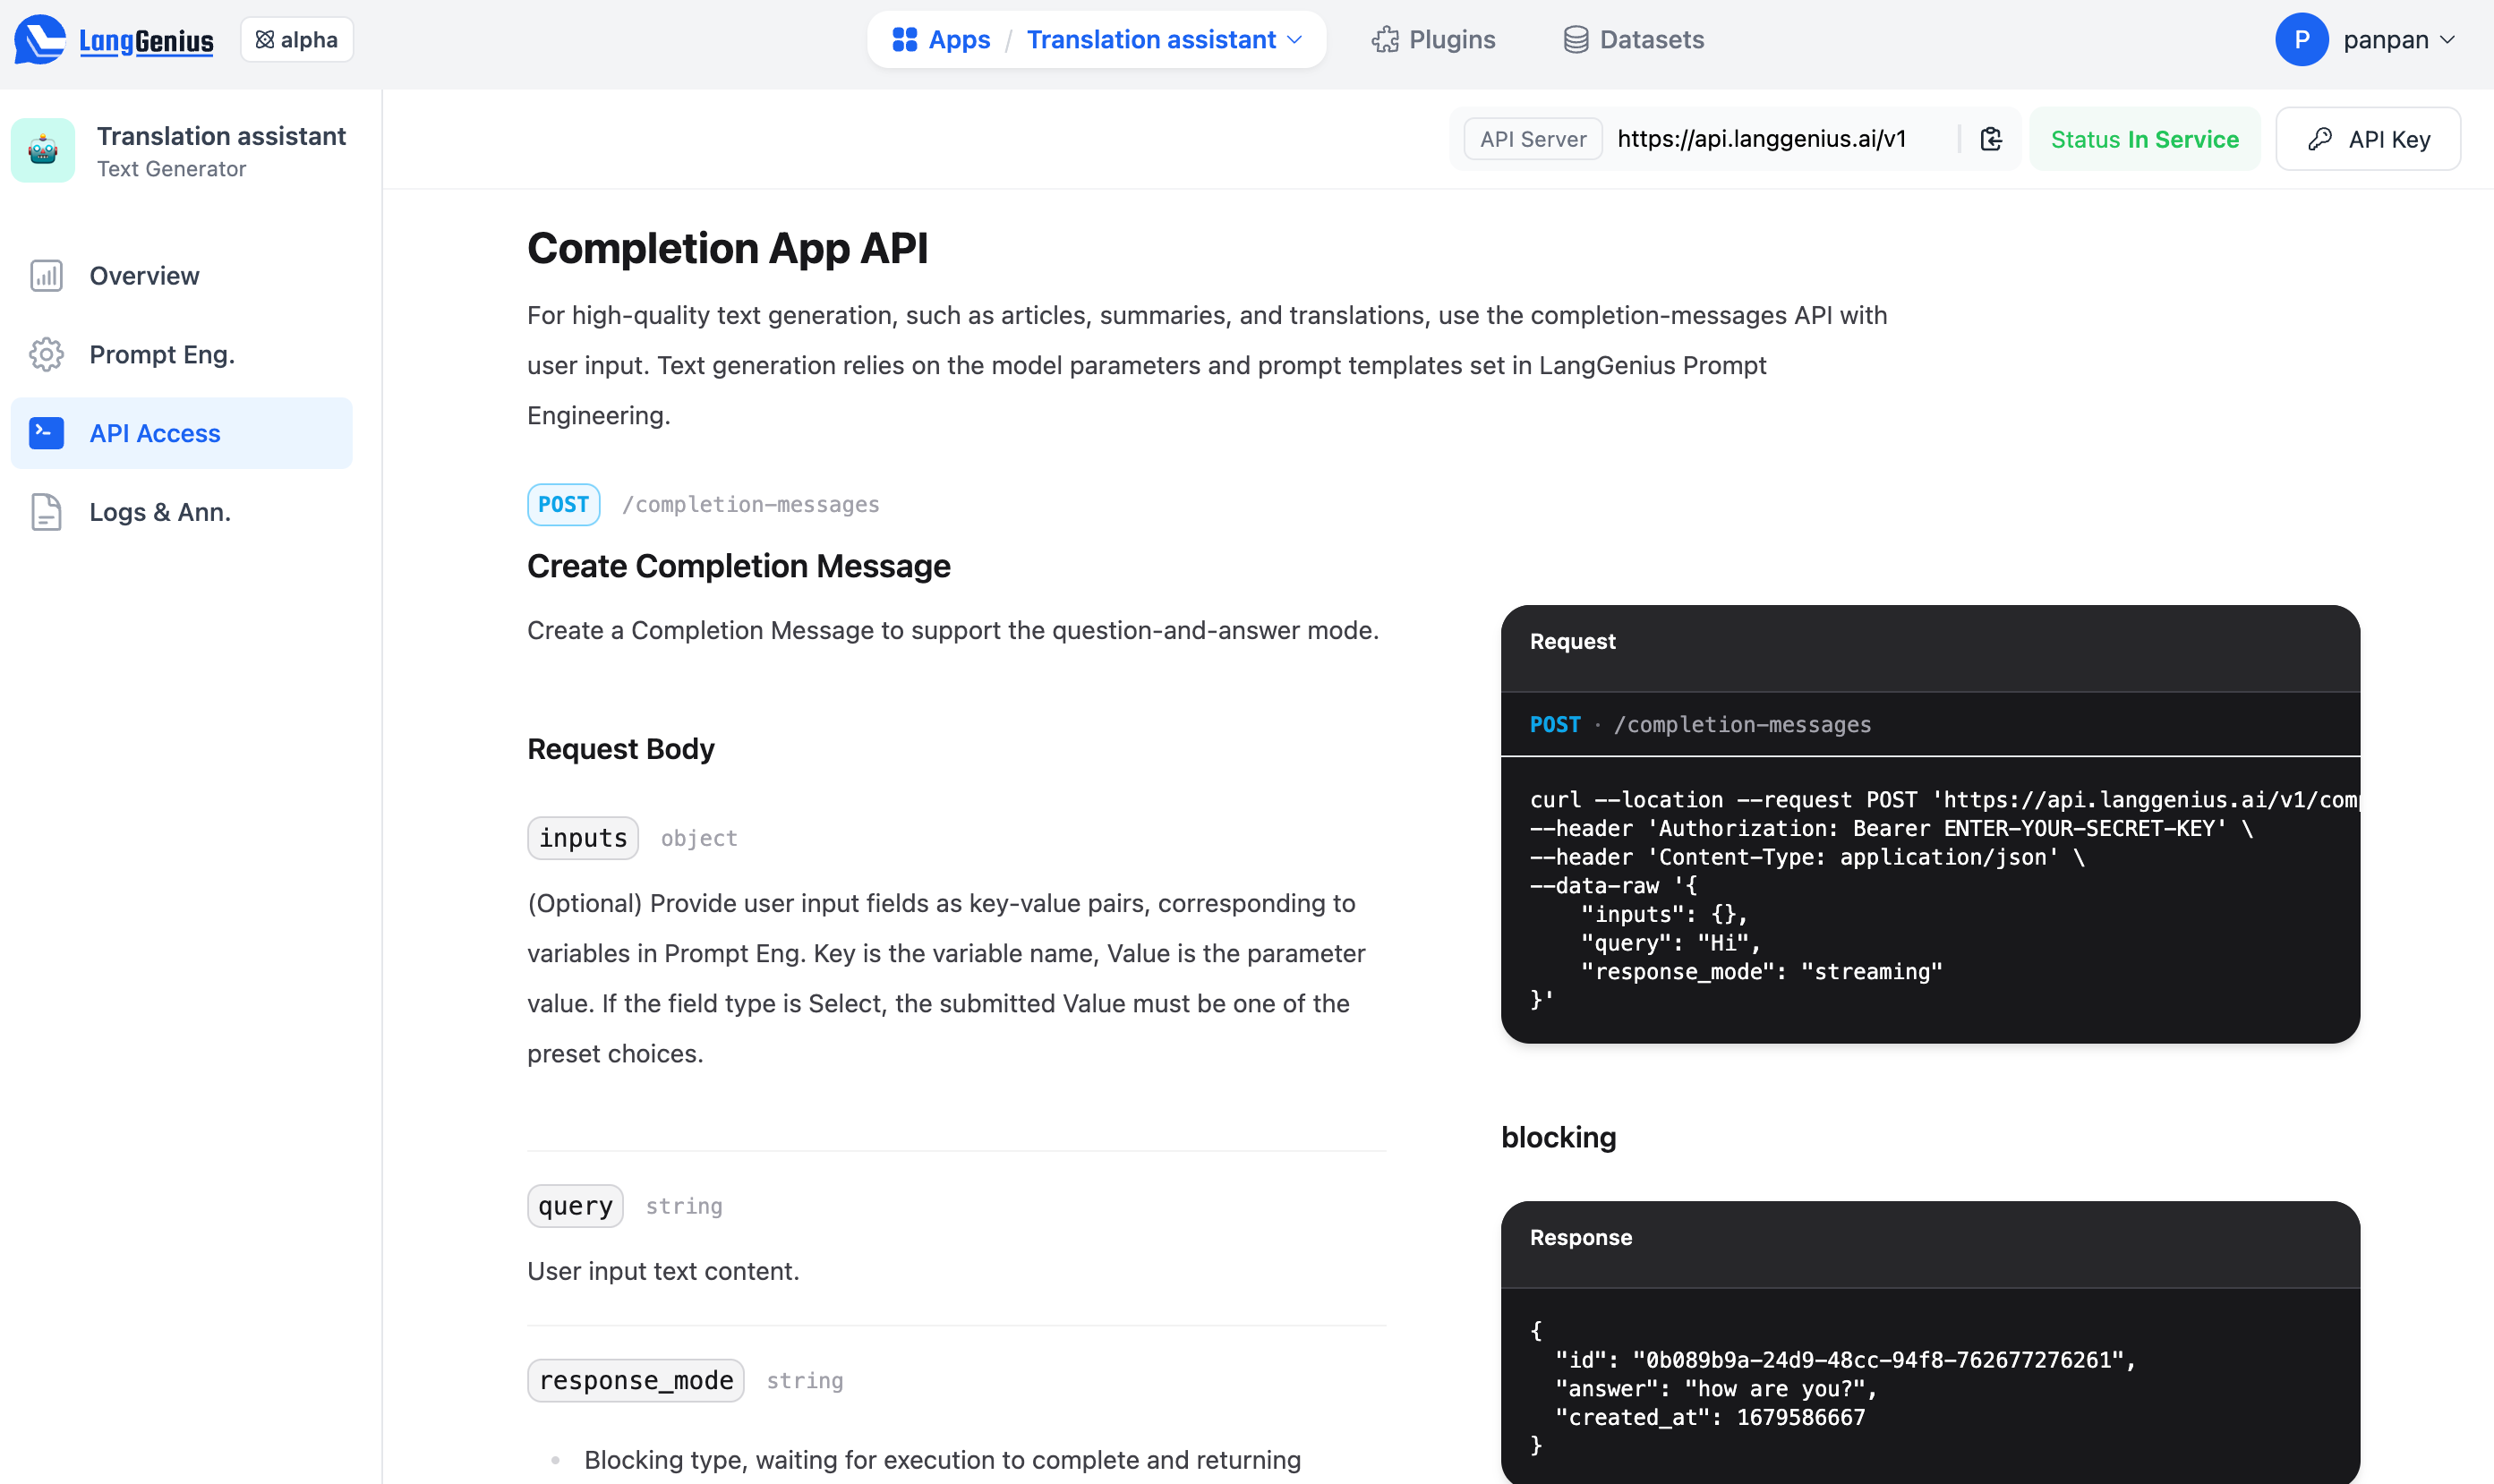 LangGenius
alpha
Apps / Translation assistant
Plugins
Datasets
P
panpan
Translation assistant
Text Generator
Overview
Prompt Eng.
API Access
Logs & Ann.
API Server
https://api.langgenius.ai/v1
Status In Service
API Key
Completion App API
For high-quality text generation, such as articles, summaries, and translations, use the completion-messages API with
user input. Text generation relies on the model parameters and prompt templates set in LangGenius Prompt
Engineering.
POST /completion-messages
Create Completion Message
Create a Completion Message to support the question-and-answer mode.
Request Body
inputs object
(Optional) Provide user input fields as key-value pairs, corresponding to
variables in Prompt Eng. Key is the variable name, Value is the parameter
value. If the field type is Select, the submitted Value must be one of the
preset choices.
query string
User input text content.
response_mode string
Blocking type, waiting for execution to complete and returning
Request
POST · /completion-messages
curl --location --request POST 'https://api.langgenius.ai/v1/comp
--header 'Authorization: Bearer ENTER-YOUR-SECRET-KEY' \
--header 'Content-Type: application/json' \
--data-raw '{
    "inputs": {},
    "query": "Hi",
    "response_mode": "streaming"
}'
blocking
Response
{
  "id": "0b089b9a-24d9-48cc-94f8-762677276261",
  "answer": "how are you?",
  "created_at": 1679586667
}